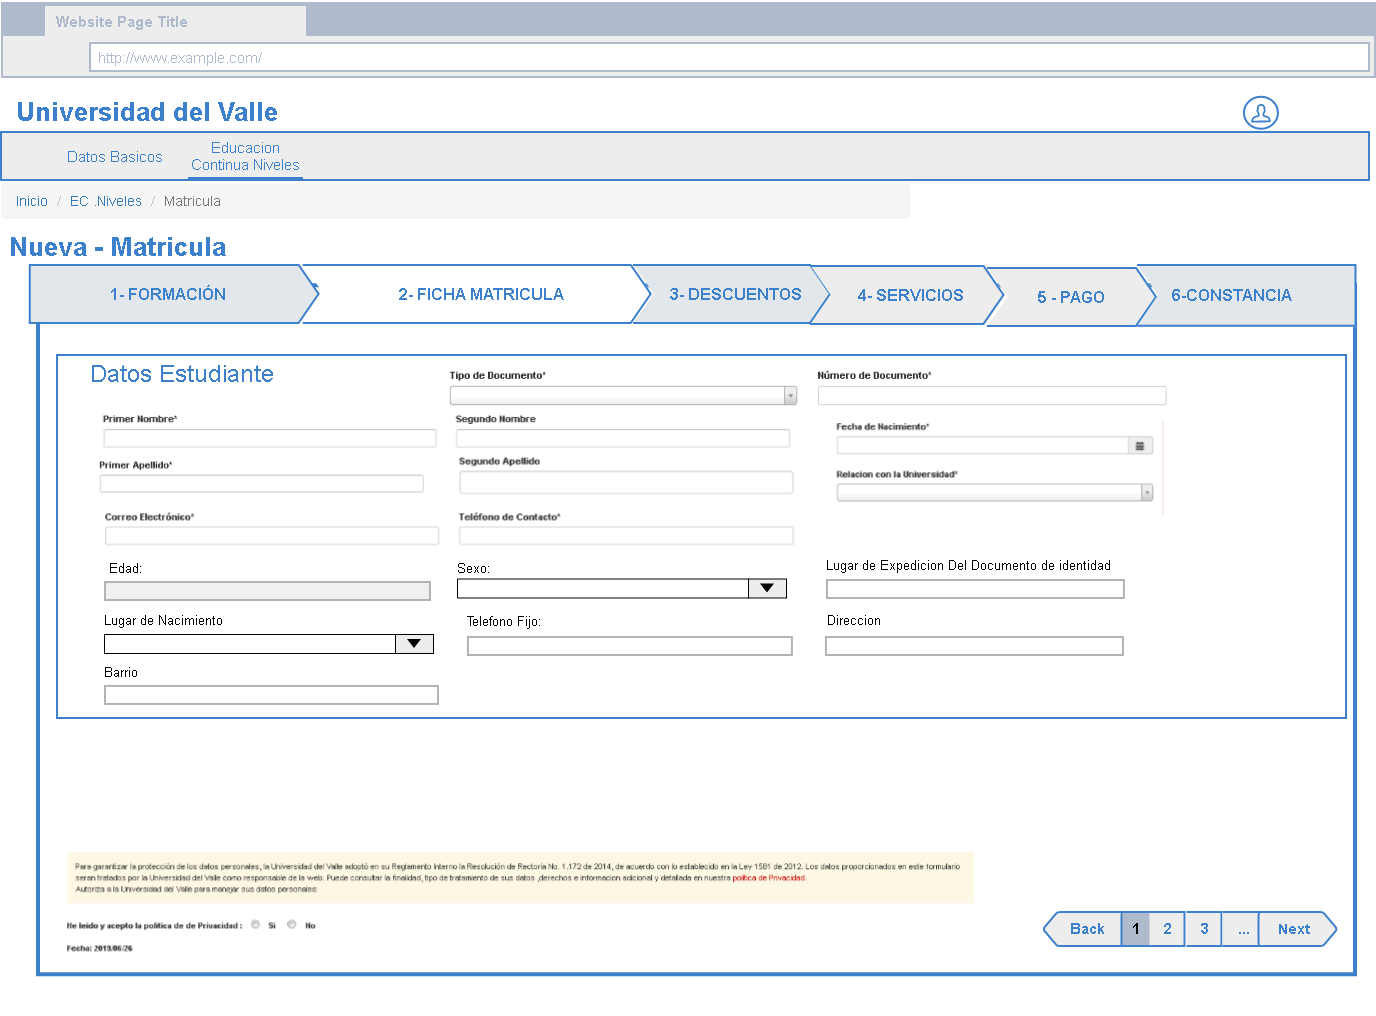 Website Page Title
http://www.example.com/
Universidad del Valle
Datos Basicos
Educacion
Continua Niveles
Inicio / EC .Niveles / Matricula
Nueva - Matricula
1- FORMACIÓN
2- FICHA MATRICULA
3- DESCUENTOS
4- SERVICIOS
5 - PAGO
6-CONSTANCIA
Datos Estudiante
Tipo de Documento*
Número de Documento*
Primer Nombre*
Segundo Nombre
Fecha de Nacimiento*
Primer Apellido*
Segundo Apellido
Relacion con la Universidad*
Correo Electrónico*
Teléfono de Contacto*
Edad:
Sexo:
Lugar de Expedicion Del Documento de identidad
Lugar de Nacimiento
Telefono Fijo:
Direccion
Barrio
Para garantizar la protección de los datos personales, la Universidad del Valle adoptó en su Reglamento Interno la Resolución de Rectoría No. 1.172 de 2014, de acuerdo con lo establecido en la Ley 1581 de 2012. Los datos proporcionados en este formulario
seran tratados por la Universidad del Valle como responsable de la web. Puede consultar la finalidad, tipo de tratamiento de sus datos ,derechos e informacion adicional y detallada en nuestra política de Privacidad.
Autoriza a la Universidad del Valle para manejar sus datos personales:
He leido y acepto la política de de Privacidad : Si No
Fecha: 2019/06/26
Back 1 2 3 ... Next